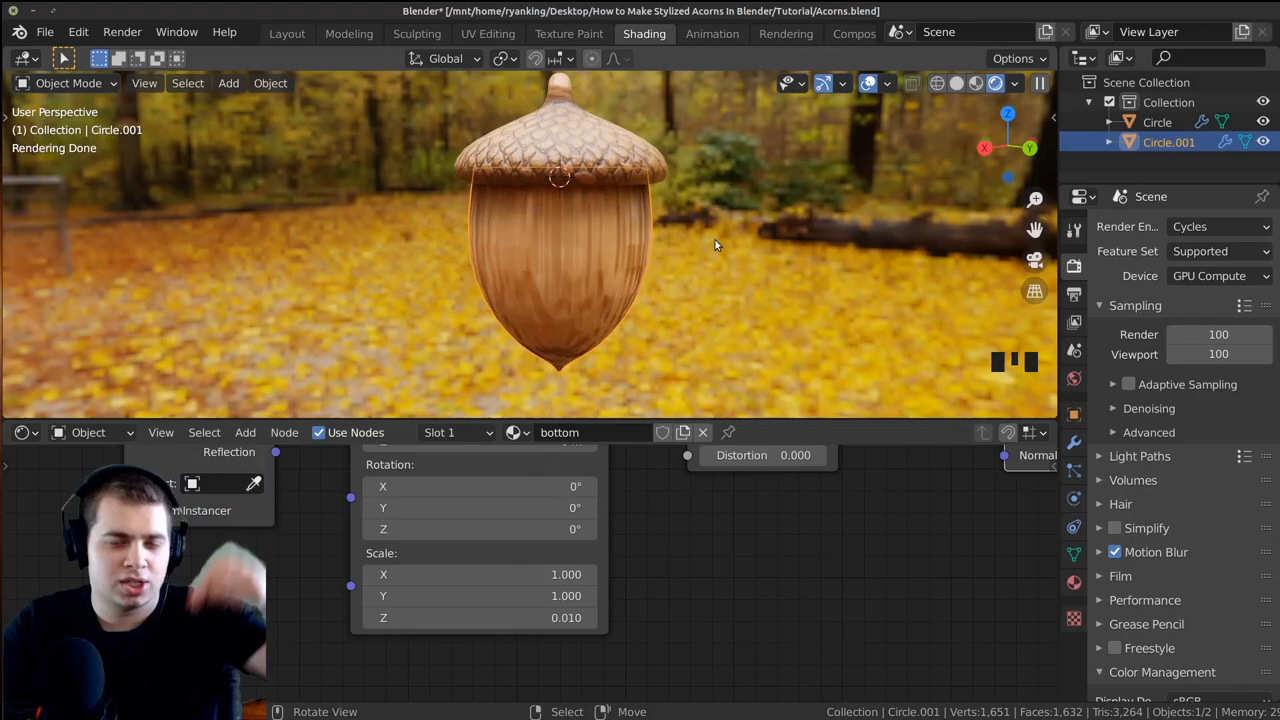 Blender* [/mnt/home/ryanking/Desktop/How to Make Stylized Acorns In Blender/Tutorial/Acorns.blend]
File Edit Render Window Help Layout Modeling Sculpting UV Editing Texture Paint Shading Animation Rendering Compos Scene View Layer
Global Options
Object Mode View Select Add Object
Scene Collection
Collection
Circle
Circle.001
User Perspective
(1) Collection | Circle.001
Rendering Done
Z
X
Y
Scene
Render En... Cycles
Feature Set Supported
Device GPU Compute
Sampling
Render 100
Viewport 100
Adaptive Sampling
Denoising
Advanced
Light Paths
Volumes
Hair
Simplify
Motion Blur
Film
Performance
Grease Pencil
Freestyle
Color Management
sRGB
Object View Select Add Node Use Nodes Slot 1 bottom
Reflection
Instancer
Rotation:
X 0°
Y 0°
Z 0°
Scale:
X 1.000
Y 1.000
Z 0.010
Distortion 0.000
Normal
Rotate View Select Move Collection | Circle.001 | Verts:1,651 | Faces:1,632 | Tris:3,264 | Objects:1/2 | Memory: 29